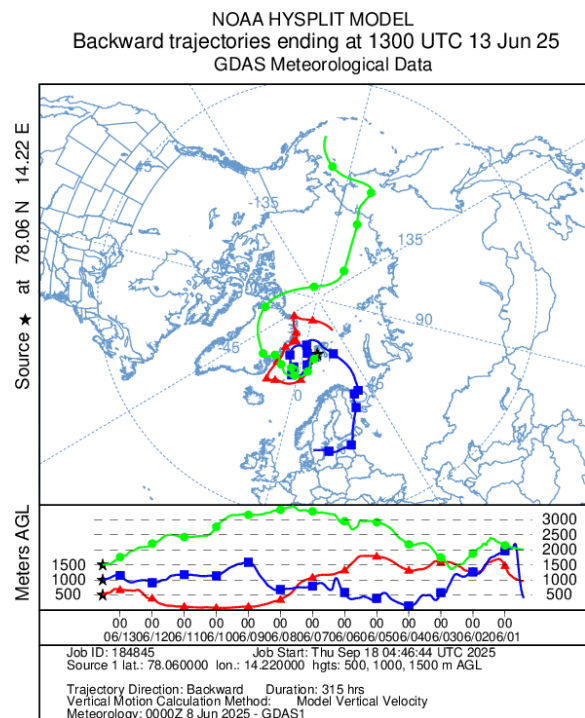 NOAA HYSPLIT MODEL
Backward trajectories ending at 1300 UTC 13 Jun 25
GDAS Meteorological Data
Source ★ at 78.06 N 14.22 E
45
-135
135
90
-45
45
0
Meters AGL
1500
1000
500
3000
2500
2000
1500
1000
500
00 00 00 00 00 00 00 00 00 00 00 00 00
06/13 06/12 06/11 06/10 06/09 06/08 06/07 06/06 06/05 06/04 06/03 06/02 06/01
Job ID: 184845 Job Start: Thu Sep 18 04:46:44 UTC 2025
Source 1 lat.: 78.060000 lon.: 14.220000 hgts: 500, 1000, 1500 m AGL
Trajectory Direction: Backward Duration: 315 hrs
Vertical Motion Calculation Method: Model Vertical Velocity
Meteorology: 0000Z 8 Jun 2025 - GDAS1